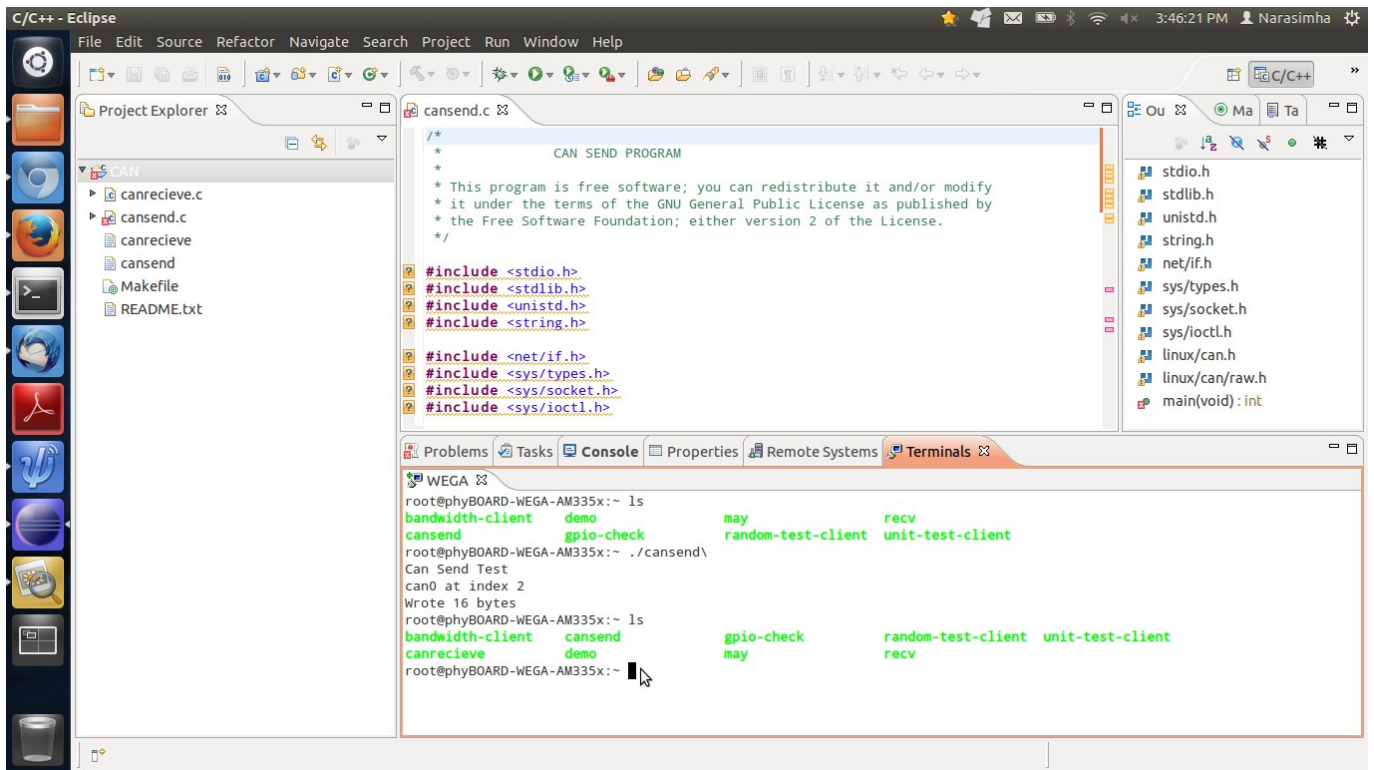 C/C++ - Eclipse
3:46:21 PM Narasimha
File Edit Source Refactor Navigate Search Project Run Window Help
C/C++ »
Project Explorer
CAN
canrecieve.c
cansend.c
canrecieve
cansend
Makefile
README.txt
cansend.c
/*
* CAN SEND PROGRAM
*
* This program is free software; you can redistribute it and/or modify
* it under the terms of the GNU General Public License as published by
* the Free Software Foundation; either version 2 of the License.
*/
#include <stdio.h>
#include <stdlib.h>
#include <unistd.h>
#include <string.h>
#include <net/if.h>
#include <sys/types.h>
#include <sys/socket.h>
#include <sys/ioctl.h>
Ou Ma Ta
stdio.h
stdlib.h
unistd.h
string.h
net/if.h
sys/types.h
sys/socket.h
sys/ioctl.h
linux/can.h
linux/can/raw.h
main(void) : int
Problems Tasks Console Properties Remote Systems Terminals
WEGA
root@phyBOARD-WEGA-AM335x:~ ls
bandwidth-client demo may recv
cansend gpio-check random-test-client unit-test-client
root@phyBOARD-WEGA-AM335x:~ ./cansend\
Can Send Test
can0 at index 2
Wrote 16 bytes
root@phyBOARD-WEGA-AM335x:~ ls
bandwidth-client cansend gpio-check random-test-client unit-test-client
canrecieve demo may recv
root@phyBOARD-WEGA-AM335x:~